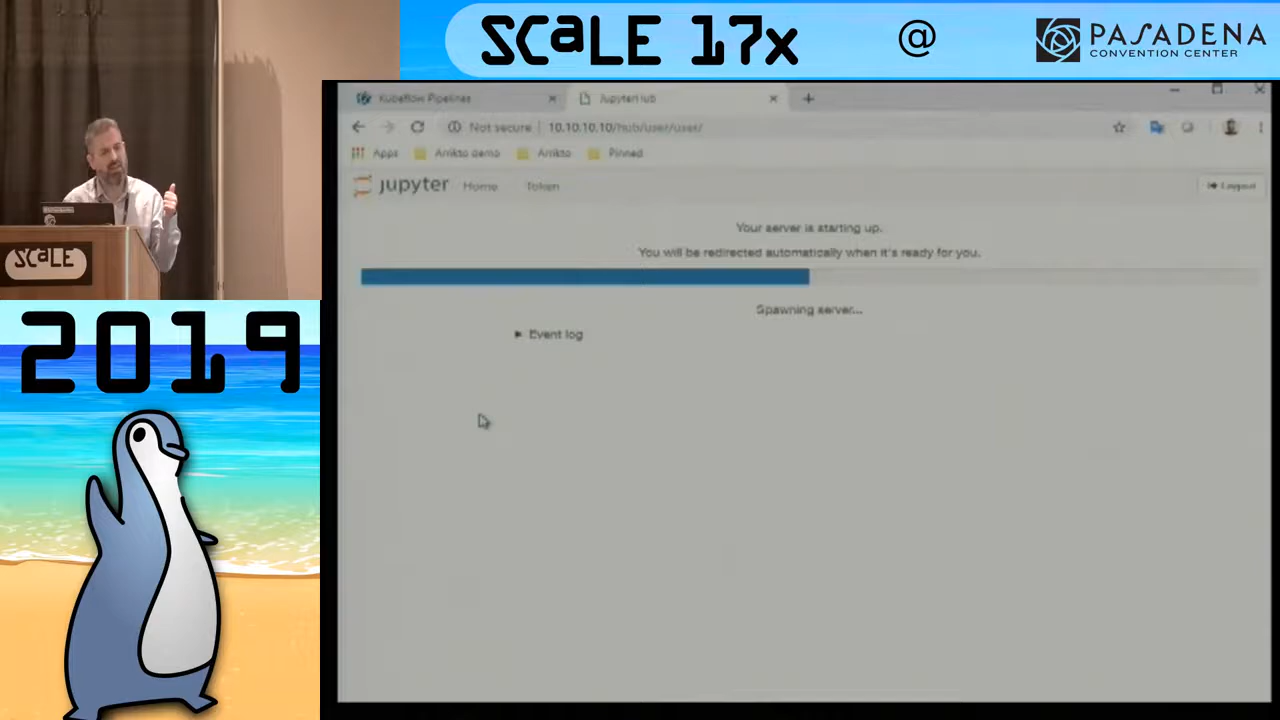 SCaLE 17x @ PASADENA
CONVENTION CENTER
Kubeflow Pipelines
JupyterHub
Not secure | 10.10.10.10/hub/user/user/
Apps Arrikto demo Arrikto Pinned
jupyter Home Token Logout
Your server is starting up.
You will be redirected automatically when it's ready for you.
Spawning server...
Event log
SCaLE
2019